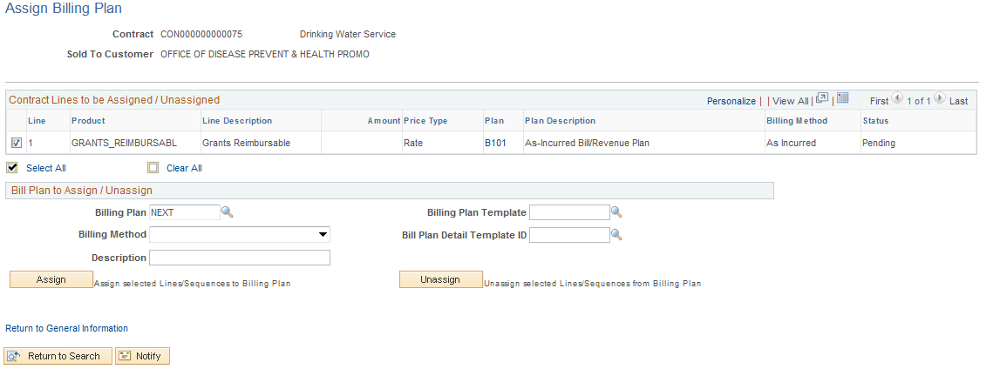 Assign Billing Plan
Contract CON000000000075 Drinking Water Service
Sold To Customer OFFICE OF DISEASE PREVENT & HEALTH PROMO
Contract Lines to be Assigned / Unassigned Personalize | | View All | | First 1 of 1 Last
Line Product Line Description Amount Price Type Plan Plan Description Billing Method Status
1 GRANTS_REIMBURSABL Grants Reimbursable Rate B101 As-Incurred Bill/Revenue Plan As Incurred Pending
Select All Clear All
Bill Plan to Assign / Unassign
Billing Plan NEXT Billing Plan Template
Billing Method Bill Plan Detail Template ID
Description
Assign Assign selected Lines/Sequences to Billing Plan Unassign Unassign selected Lines/Sequences from Billing Plan
Return to General Information
Return to Search Notify